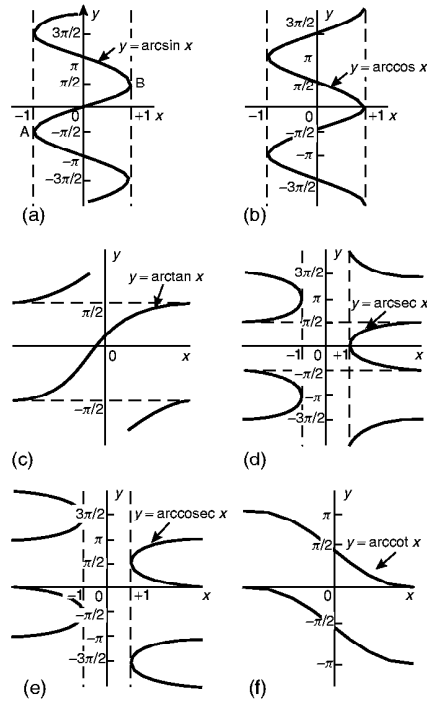 y
3π/2
y = arcsin x
π
π/2
B
−1
0
+1 x
A
−π/2
−π
−3π/2
(a)
y
3π/2
π
y = arccos x
π/2
−1
0
+1 x
−π/2
−π
−3π/2
(b)
y
y = arctan x
π/2
0
x
−π/2
(c)
y
3π/2
π
y = arcsec x
π/2
−1 0 +1
x
−π/2
−π
−3π/2
(d)
y
3π/2
y = arccosec x
π
π/2
−1 0 +1
x
−π/2
−π
−3π/2
(e)
y
π
π/2
y = arccot x
0
x
−π/2
−π
(f)